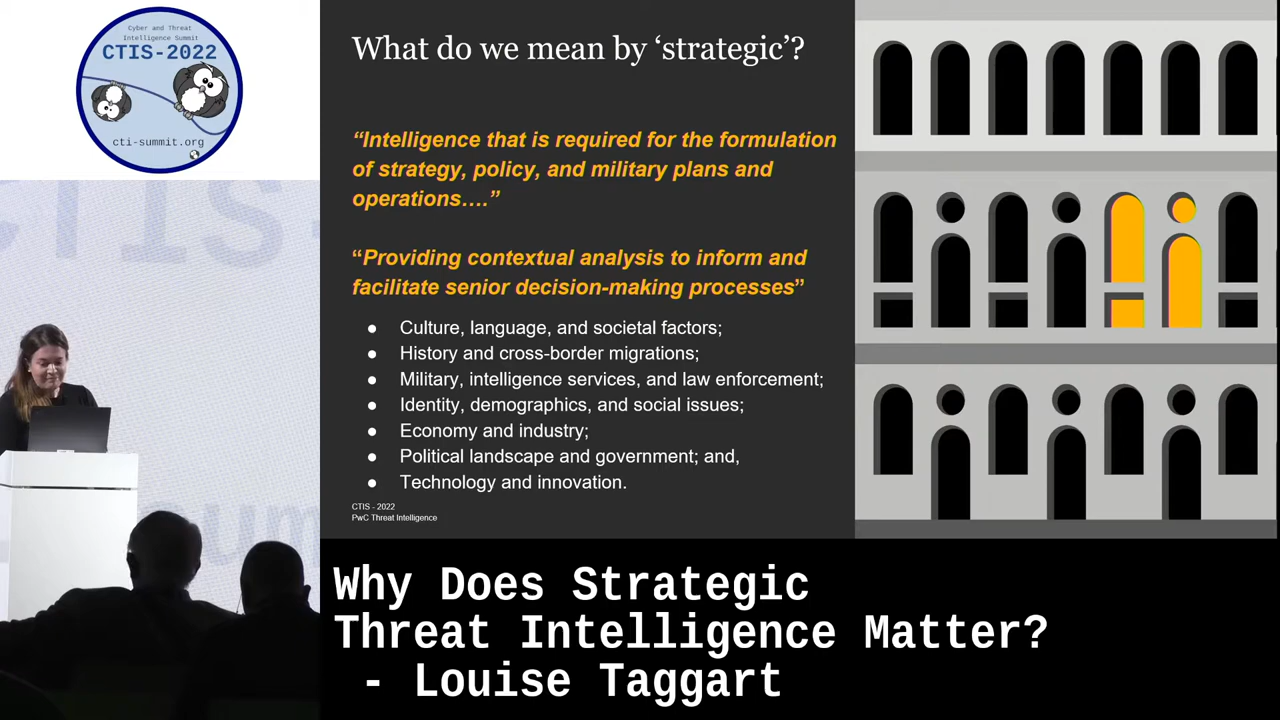 Cyber and Threat
Intelligence Summit
CTIS-2022
cti-summit.org
What do we mean by ‘strategic’?
“Intelligence that is required for the formulation
of strategy, policy, and military plans and
operations….”
“Providing contextual analysis to inform and
facilitate senior decision-making processes”
● Culture, language, and societal factors;
● History and cross-border migrations;
● Military, intelligence services, and law enforcement;
● Identity, demographics, and social issues;
● Economy and industry;
● Political landscape and government; and,
● Technology and innovation.
CTIS - 2022
PwC Threat Intelligence
CTIS-
summ
Why Does Strategic
Threat Intelligence Matter?
- Louise Taggart